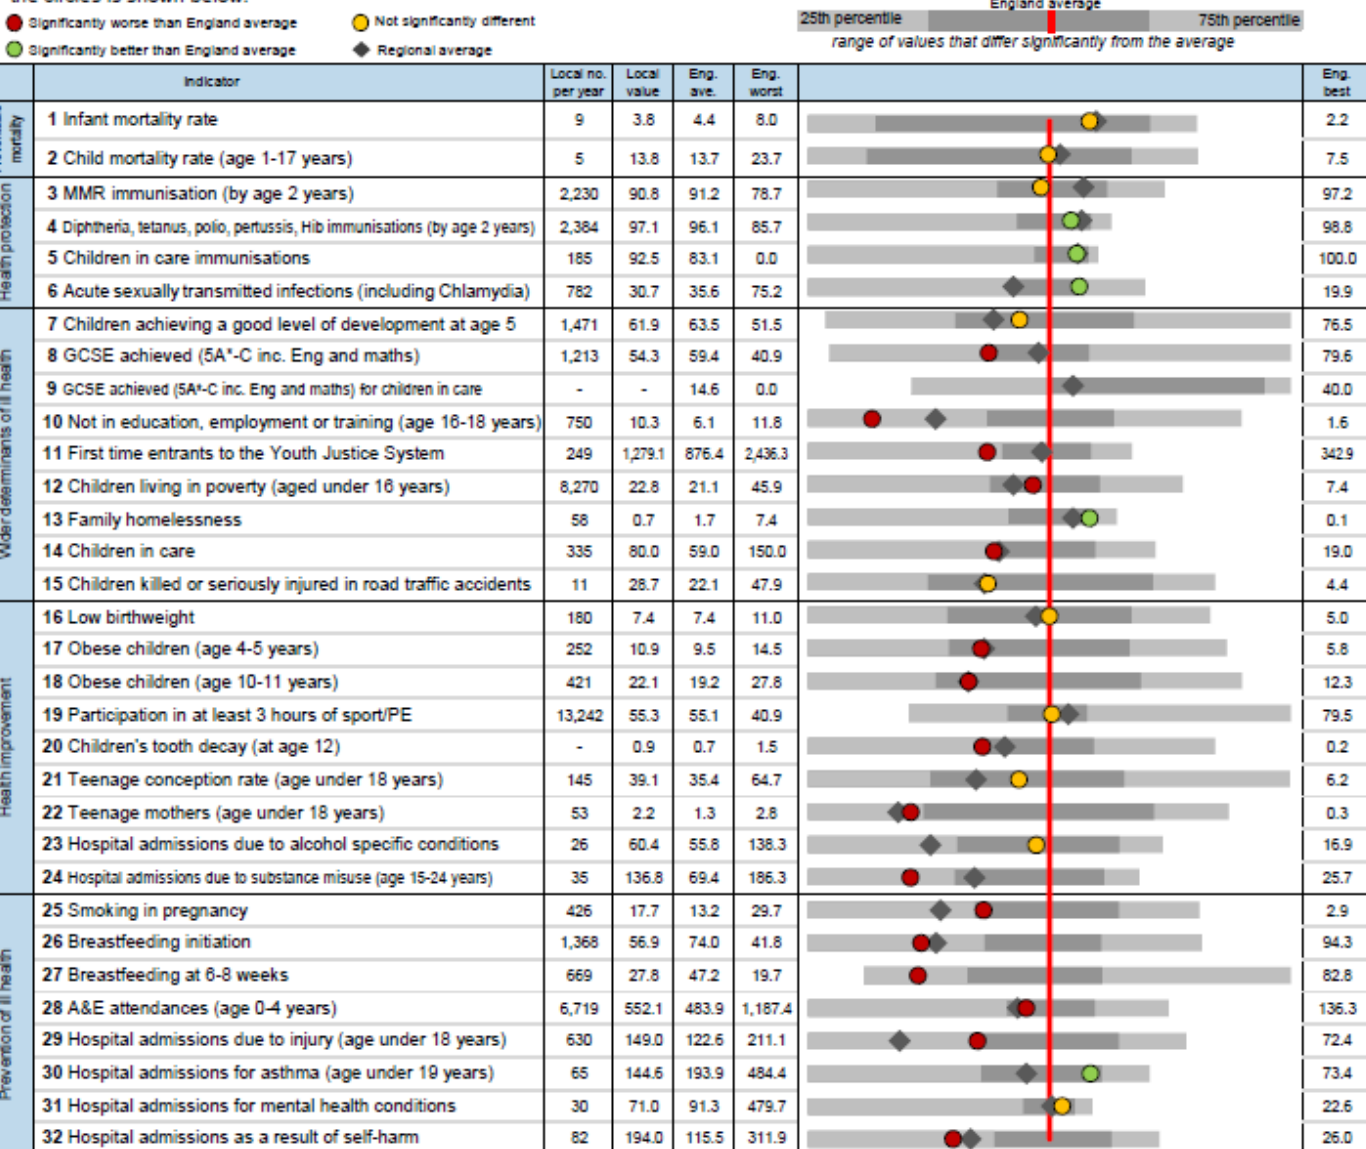 the circles is shown below.
Significantly worse than England average
Not significantly different
England average
25th percentile
75th percentile
Significantly better than England average
Regional average
range of values that differ significantly from the average
Indicator Local no. per year Local value Eng. ave. Eng. worst Eng. best
mortality
1 Infant mortality rate 9 3.8 4.4 8.0 2.2
2 Child mortality rate (age 1-17 years) 5 13.8 13.7 23.7 7.5
Health protection
3 MMR immunisation (by age 2 years) 2,230 90.8 91.2 78.7 97.2
4 Diphtheria, tetanus, polio, pertussis, Hib immunisations (by age 2 years) 2,384 97.1 96.1 85.7 98.8
5 Children in care immunisations 185 92.5 83.1 0.0 100.0
6 Acute sexually transmitted infections (including Chlamydia) 782 30.7 35.6 75.2 19.9
Wider determinants of ill health
7 Children achieving a good level of development at age 5 1,471 61.9 63.5 51.5 76.5
8 GCSE achieved (5A*-C inc. Eng and maths) 1,213 54.3 59.4 40.9 79.6
9 GCSE achieved (5A*-C inc. Eng and maths) for children in care - - 14.6 0.0 40.0
10 Not in education, employment or training (age 16-18 years) 750 10.3 6.1 11.8 1.6
11 First time entrants to the Youth Justice System 249 1,279.1 876.4 2,436.3 342.9
12 Children living in poverty (aged under 16 years) 8,270 22.8 21.1 45.9 7.4
13 Family homelessness 58 0.7 1.7 7.4 0.1
14 Children in care 335 80.0 59.0 150.0 19.0
15 Children killed or seriously injured in road traffic accidents 11 28.7 22.1 47.9 4.4
Health improvement
16 Low birthweight 180 7.4 7.4 11.0 5.0
17 Obese children (age 4-5 years) 252 10.9 9.5 14.5 5.8
18 Obese children (age 10-11 years) 421 22.1 19.2 27.8 12.3
19 Participation in at least 3 hours of sport/PE 13,242 55.3 55.1 40.9 79.5
20 Children's tooth decay (at age 12) - 0.9 0.7 1.5 0.2
21 Teenage conception rate (age under 18 years) 145 39.1 35.4 64.7 6.2
22 Teenage mothers (age under 18 years) 53 2.2 1.3 2.8 0.3
23 Hospital admissions due to alcohol specific conditions 26 60.4 55.8 138.3 16.9
24 Hospital admissions due to substance misuse (age 15-24 years) 35 136.8 69.4 186.3 25.7
Prevention of ill health
25 Smoking in pregnancy 426 17.7 13.2 29.7 2.9
26 Breastfeeding initiation 1,368 56.9 74.0 41.8 94.3
27 Breastfeeding at 6-8 weeks 669 27.8 47.2 19.7 82.8
28 A&E attendances (age 0-4 years) 6,719 552.1 483.9 1,187.4 136.3
29 Hospital admissions due to injury (age under 18 years) 630 149.0 122.6 211.1 72.4
30 Hospital admissions for asthma (age under 19 years) 65 144.6 193.9 484.4 73.4
31 Hospital admissions for mental health conditions 30 71.0 91.3 479.7 22.6
32 Hospital admissions as a result of self-harm 82 194.0 115.5 311.9 26.0